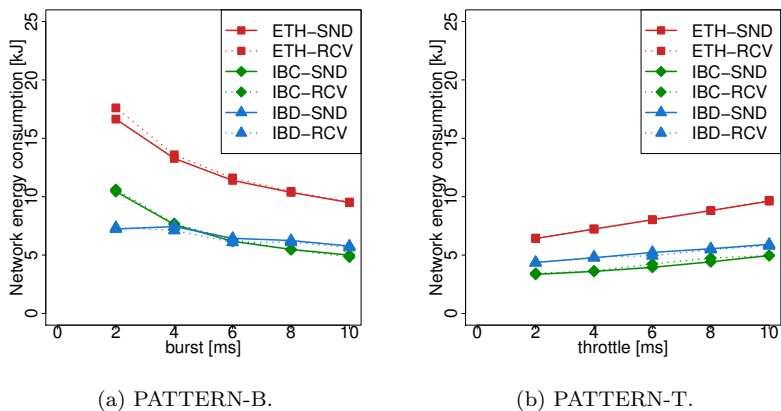 Network energy consumption [kJ]
25
20
15
10
5
0
ETH−SND
ETH−RCV
IBC−SND
IBC−RCV
IBD−SND
IBD−RCV
0 2 4 6 8 10
burst [ms]
(a) PATTERN-B.
Network energy consumption [kJ]
25
20
15
10
5
0
ETH−SND
ETH−RCV
IBC−SND
IBC−RCV
IBD−SND
IBD−RCV
0 2 4 6 8 10
throttle [ms]
(b) PATTERN-T.